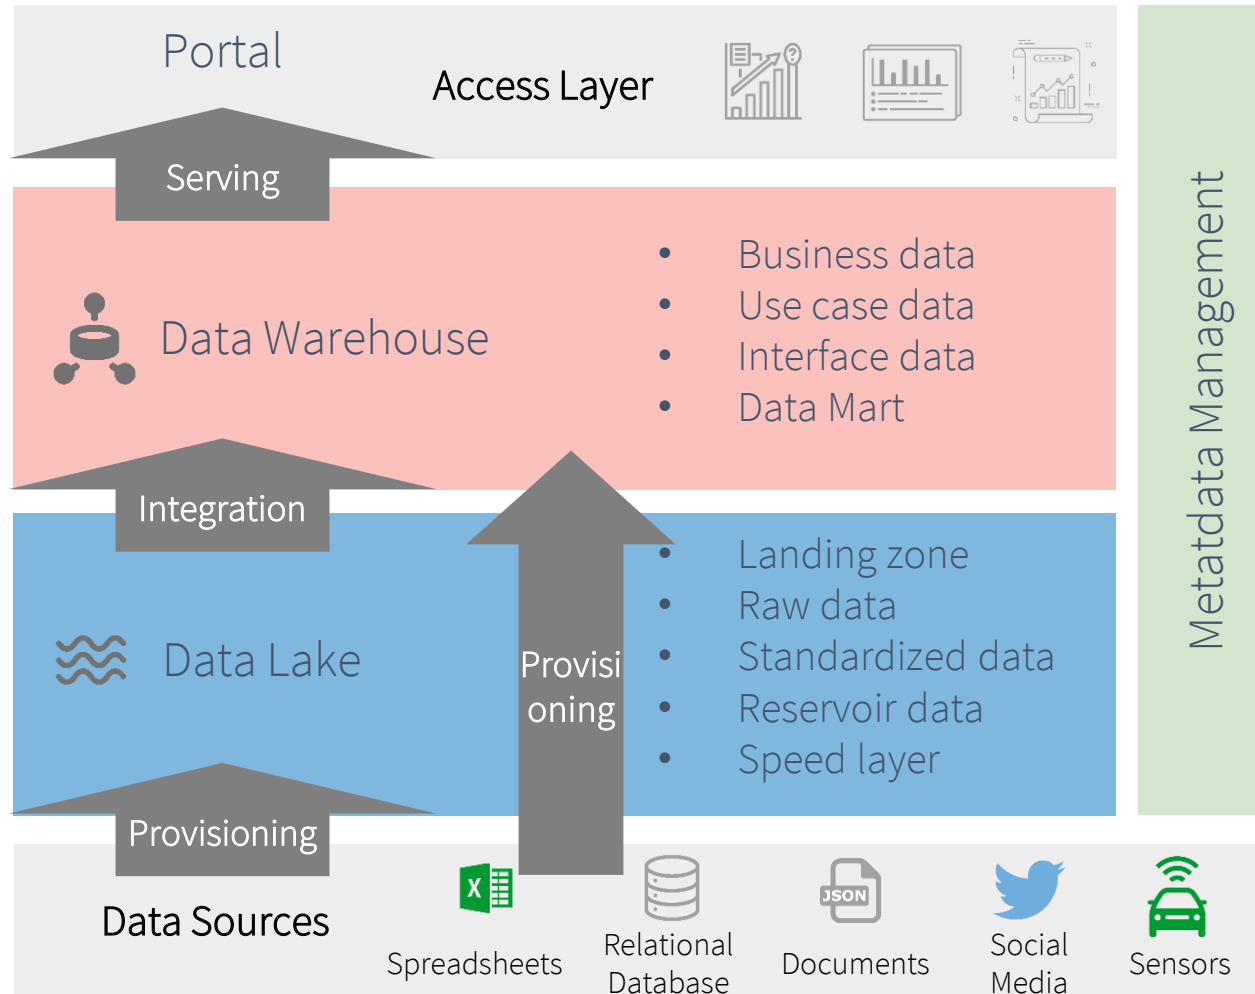 Portal
Access Layer
Serving
Data Warehouse
• Business data
• Use case data
• Interface data
• Data Mart
Integration
Data Lake
• Landing zone
• Raw data
• Standardized data
• Reservoir data
• Speed layer
Provisi
oning
Provisioning
Metatdata Management
Data Sources
X
Spreadsheets
Relational
Database
JSON
Documents
Social
Media
Sensors
?